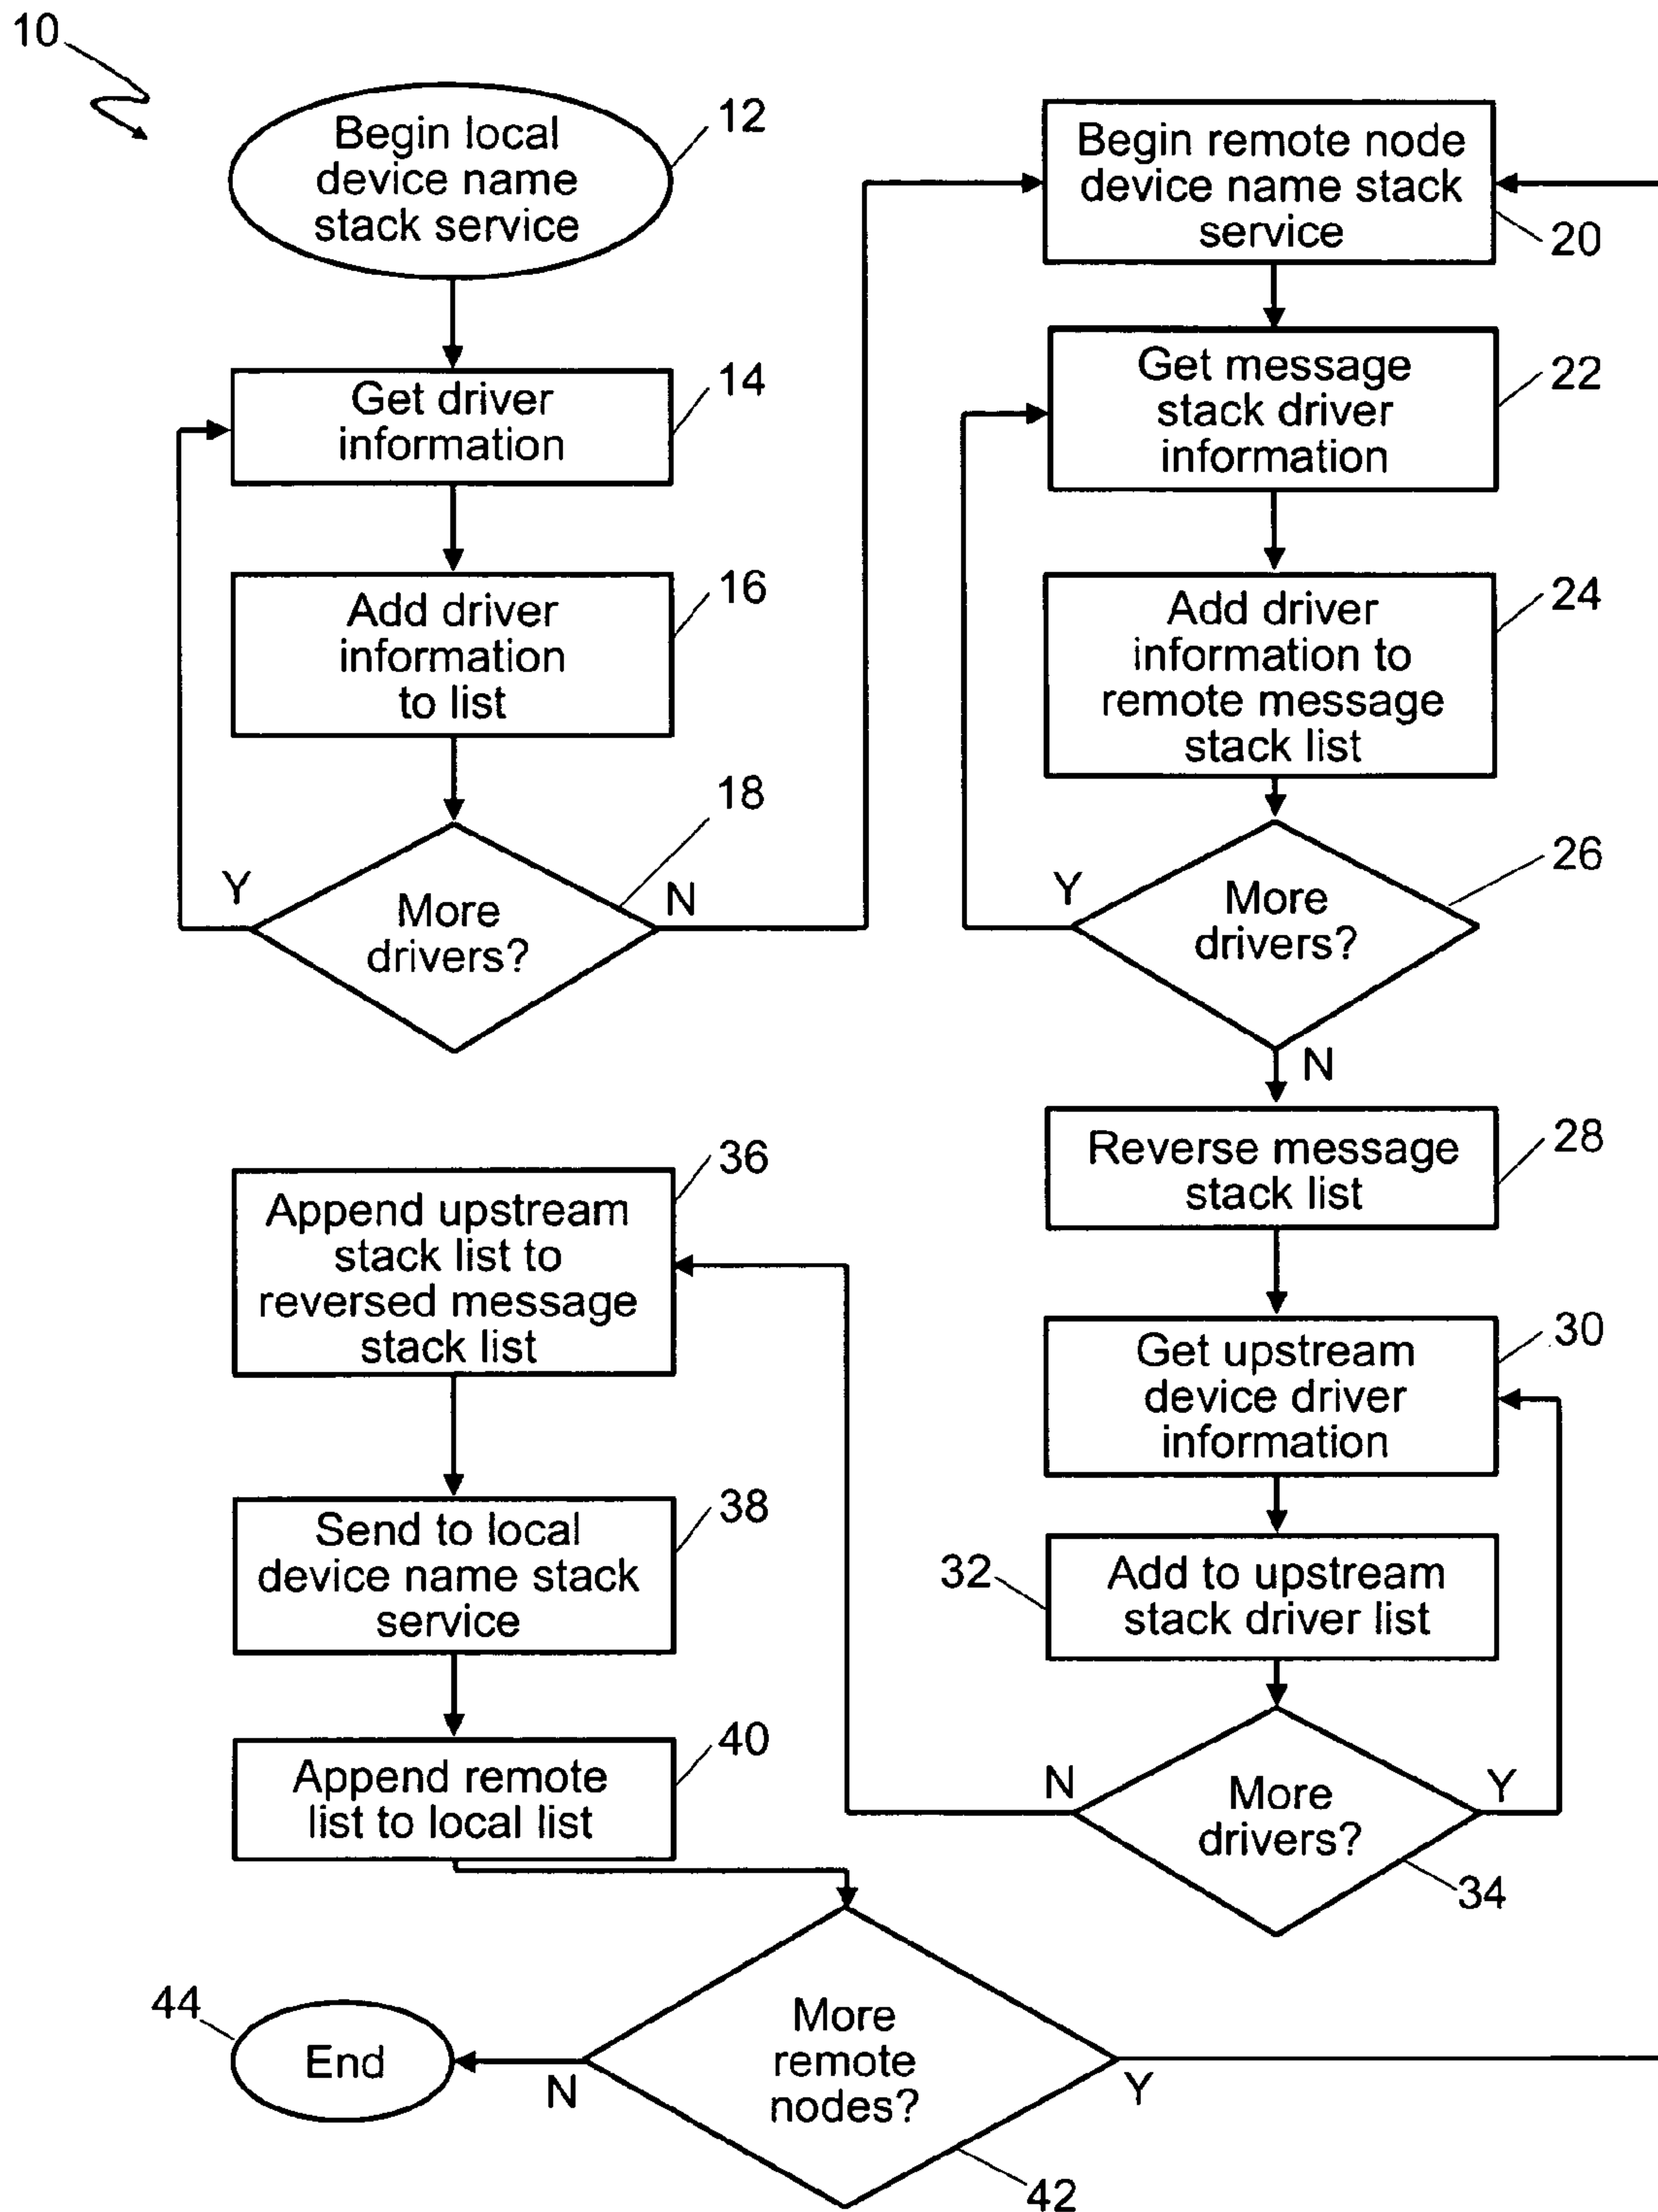 10
Begin local
device name
stack service
12
Get driver
information
14
Add driver
information
to list
16
More
drivers?
18
Y
N
Begin remote node
device name stack
service
20
Get message
stack driver
information
22
Add driver
information to
remote message
stack list
24
More
drivers?
26
Y
N
Reverse message
stack list
28
Get upstream
device driver
information
30
Add to upstream
stack driver list
32
More
drivers?
34
N
Y
Append upstream
stack list to
reversed message
stack list
36
Send to local
device name stack
service
38
Append remote
list to local list
40
More
remote
nodes?
42
N
Y
End
44